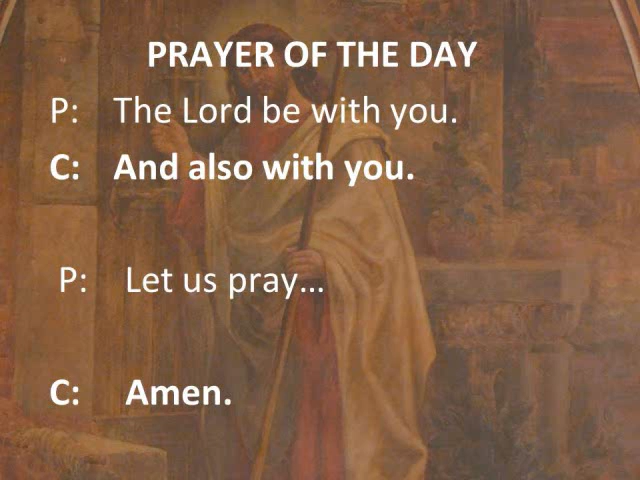 PRAYER OF THE DAY
P: The Lord be with you.
C: And also with you.
P: Let us pray…
C: Amen.